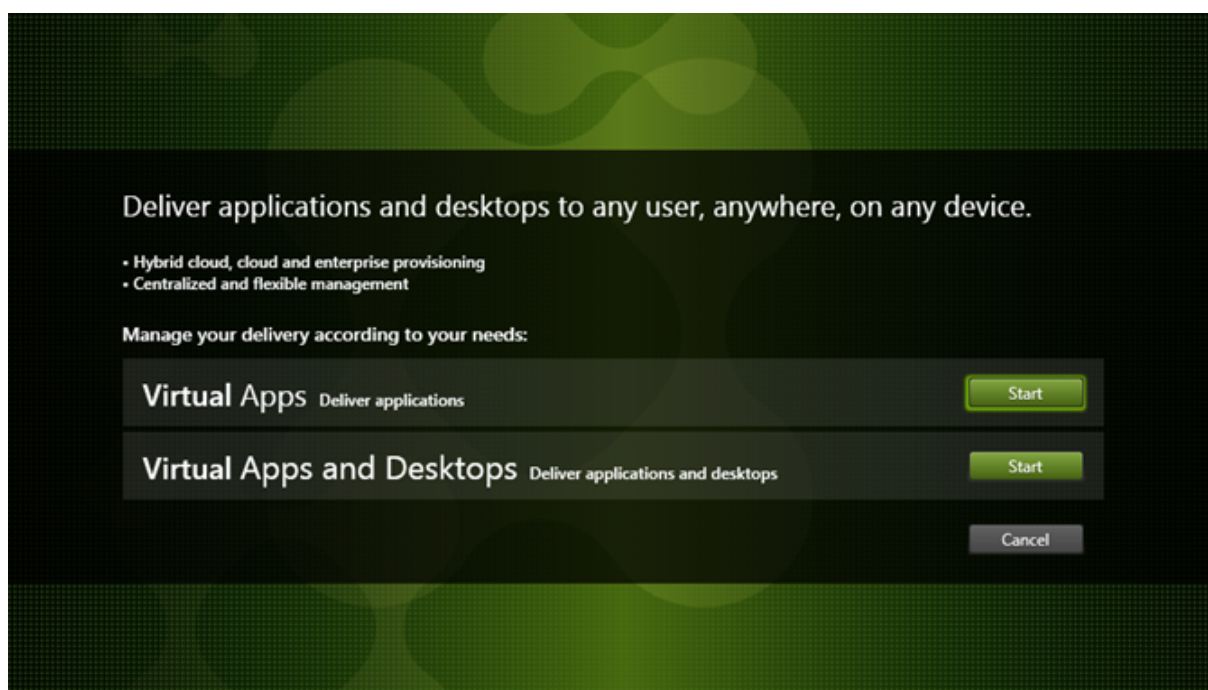 Deliver applications and desktops to any user, anywhere, on any device.
• Hybrid cloud, cloud and enterprise provisioning
• Centralized and flexible management
Manage your delivery according to your needs:
Virtual Apps Deliver applications Start
Virtual Apps and Desktops Deliver applications and desktops Start
Cancel